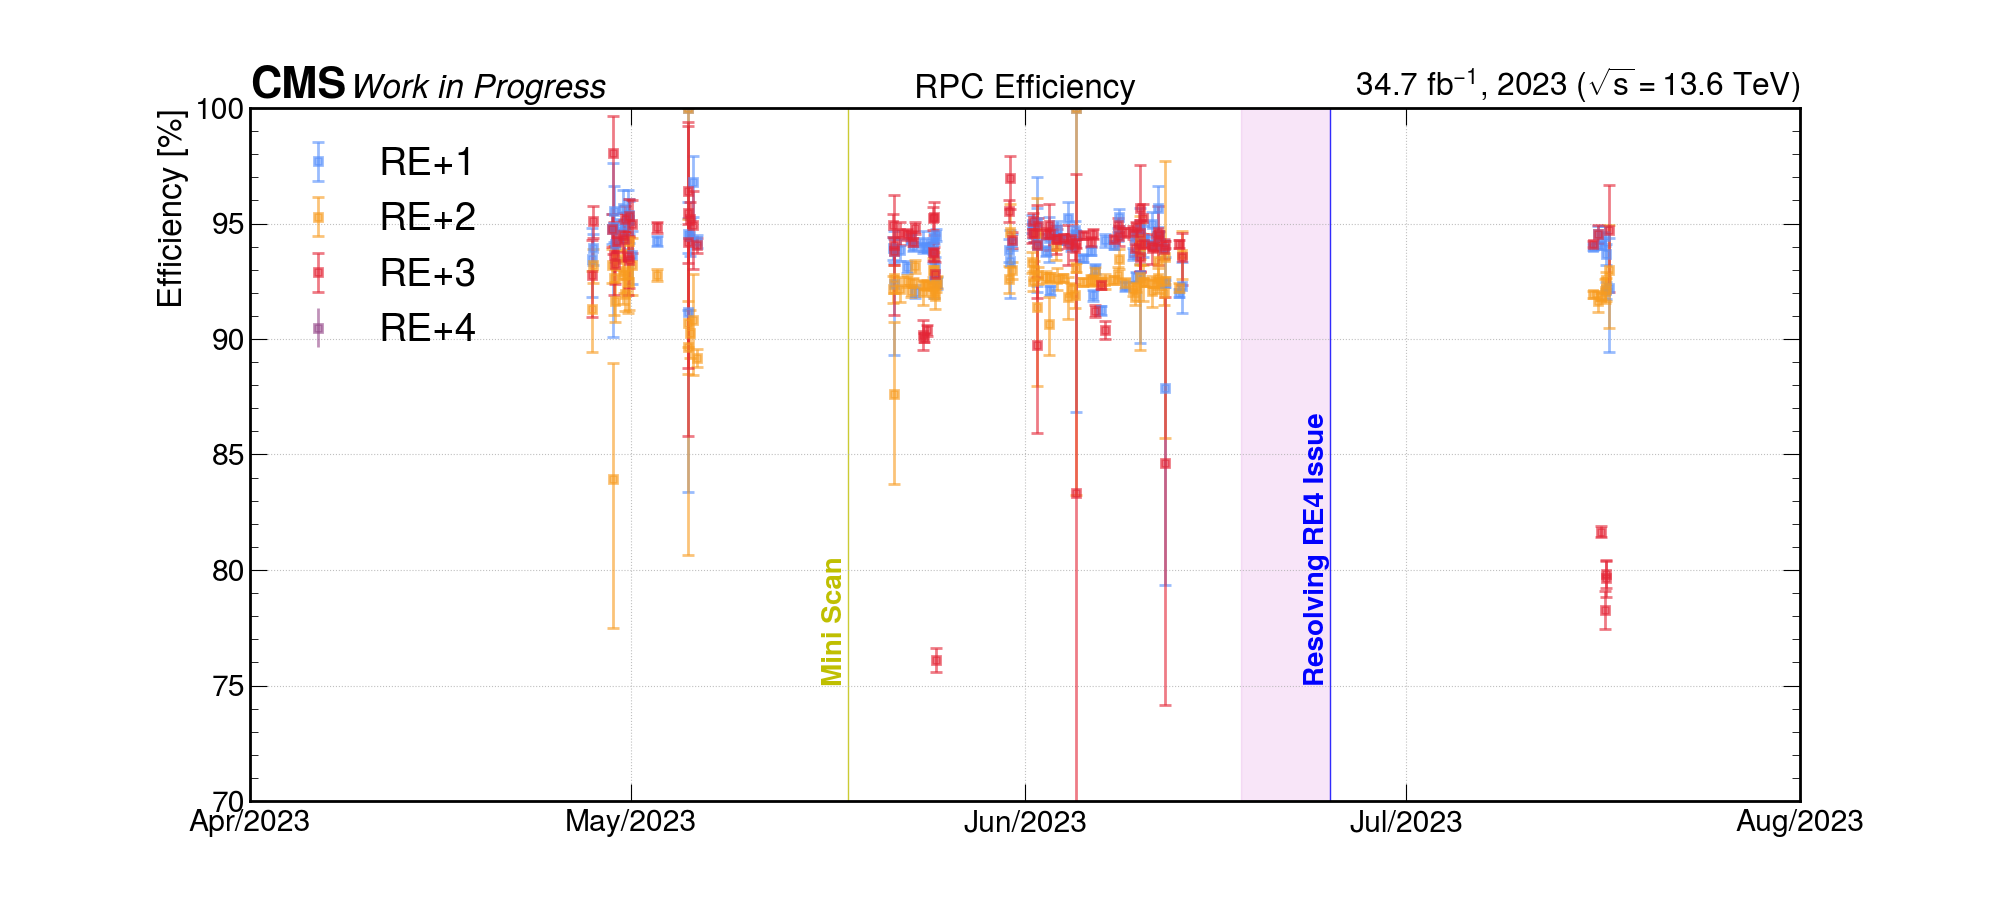 CMS Work in Progress
RPC Efficiency
34.7 fb⁻¹, 2023 (√s = 13.6 TeV)
Efficiency [%]
100
95
90
85
80
75
70
RE+1
RE+2
RE+3
RE+4
Mini Scan
Resolving RE4 Issue
Apr/2023
May/2023
Jun/2023
Jul/2023
Aug/2023